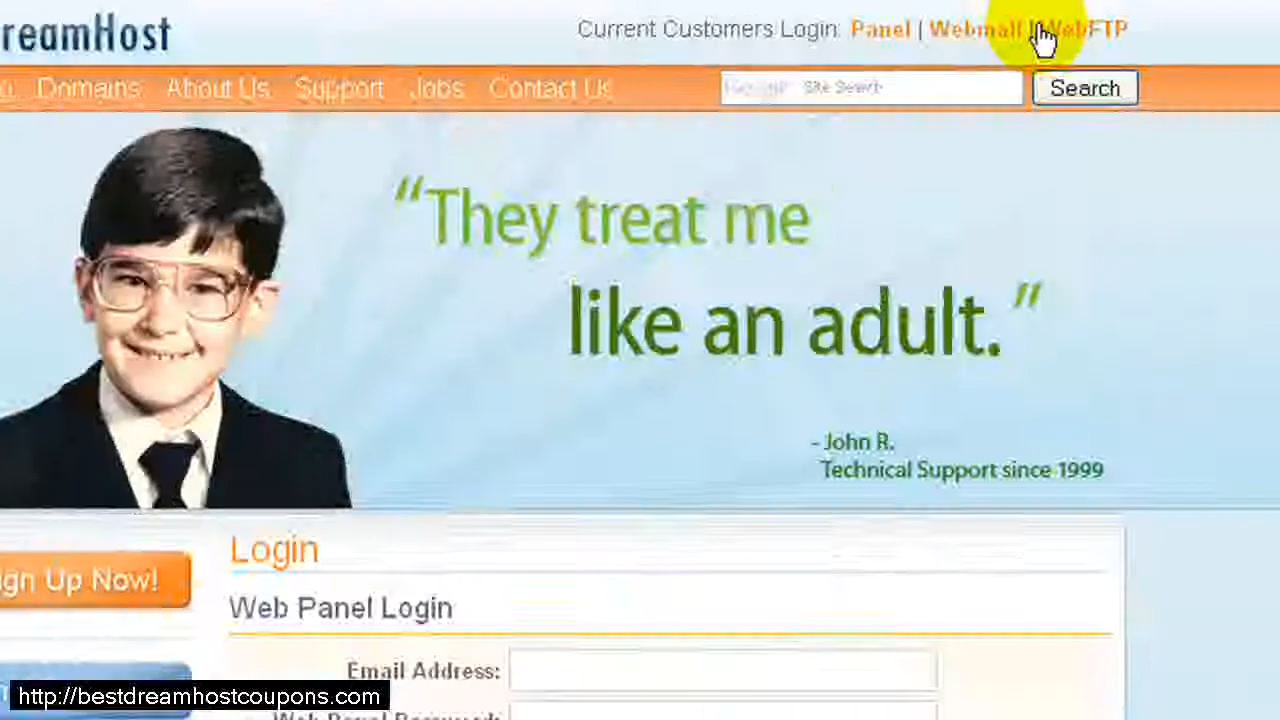 reamHost
Current Customers Login: Panel | Webmail | WebFTP
Domains About Us Support Jobs Contact Us
Site Search Search
“They treat me
like an adult.”
- John R.
Technical Support since 1999
Login
ign Up Now!
Web Panel Login
Email Address:
http://bestdreamhostcoupons.com